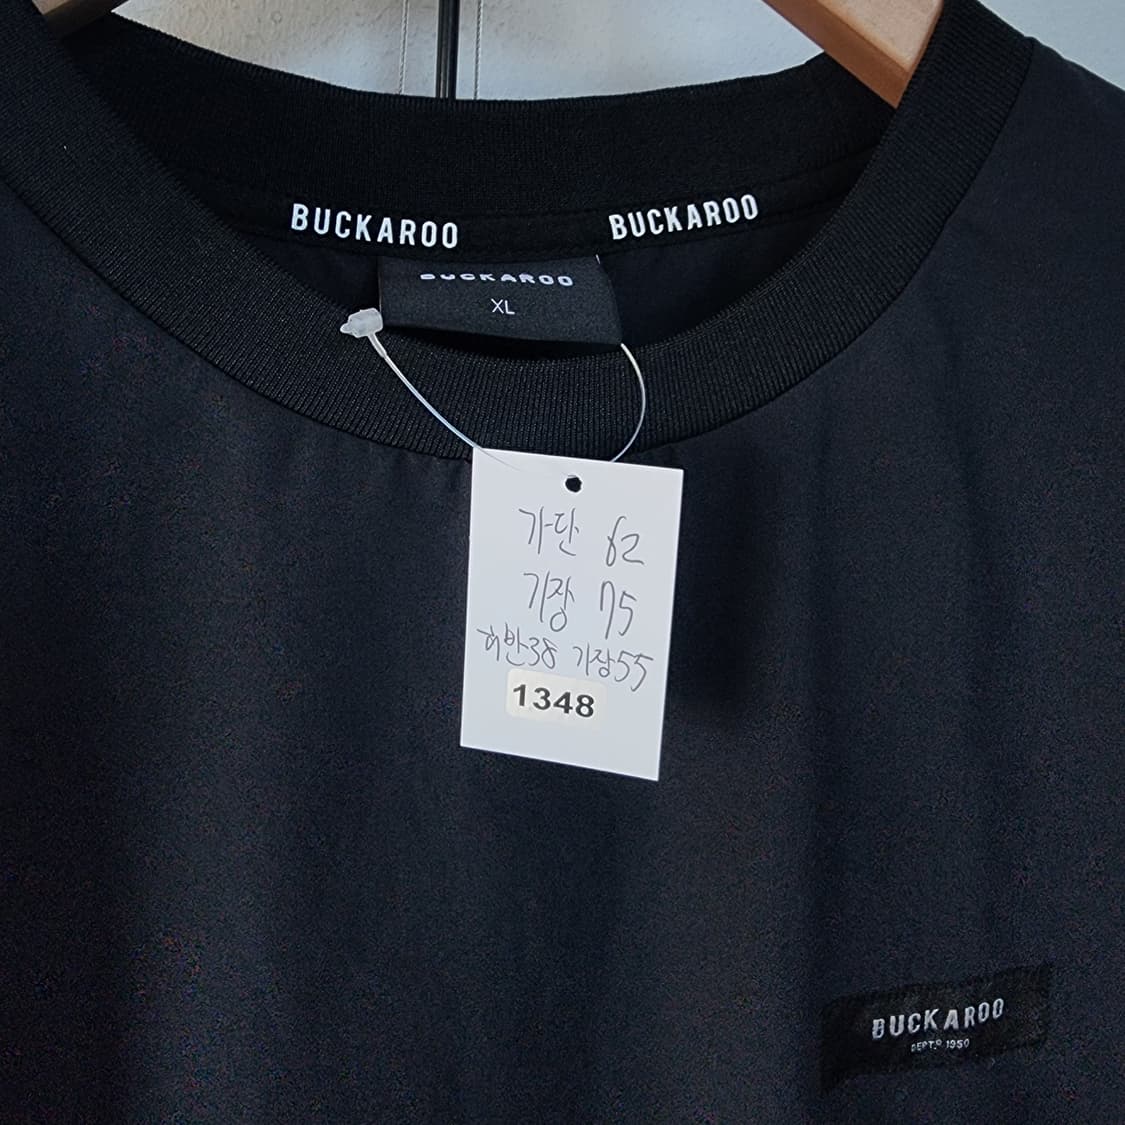 BUCKAROO BUCKAROO
BUCKAROO
XL
가단 62
기장 75
허반38 기장55
1348
BUCKAROO
DEPT.º 1950